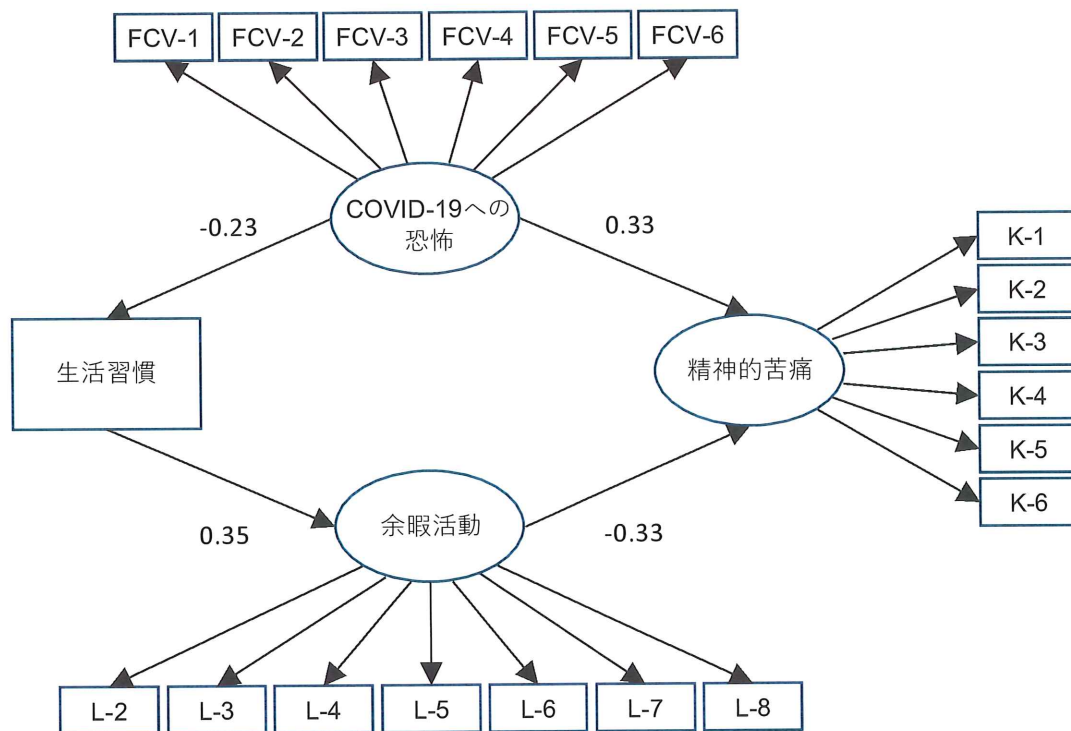 FCV-1
FCV-2
FCV-3
FCV-4
FCV-5
FCV-6
COVID-19への
恐怖
-0.23
0.33
K-1
K-2
K-3
K-4
K-5
K-6
生活習慣
精神的苦痛
余暇活動
0.35
-0.33
L-2
L-3
L-4
L-5
L-6
L-7
L-8